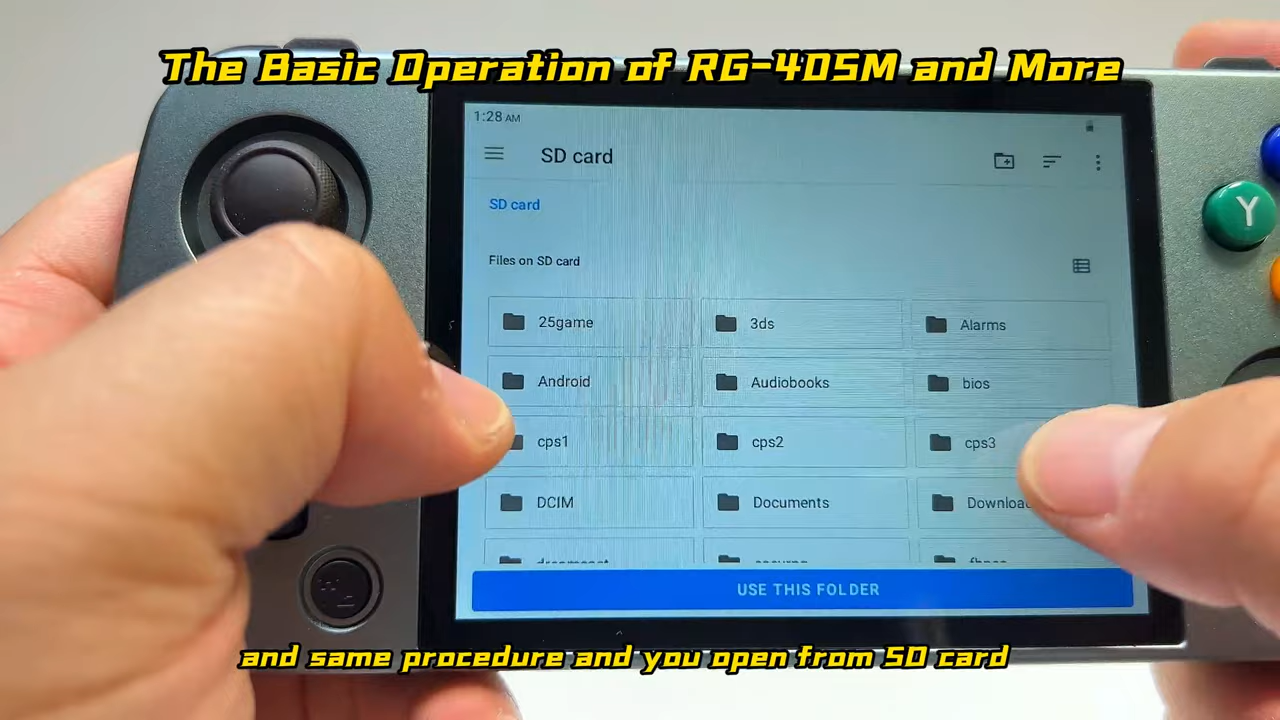 The Basic Operation of RG-405M and More
1:28 AM
SD card
SD card
Files on SD card
25game
3ds
Alarms
Android
Audiobooks
bios
cps1
cps2
cps3
DCIM
Documents
Y
USE THIS FOLDER
and same procedure and you open from SD card